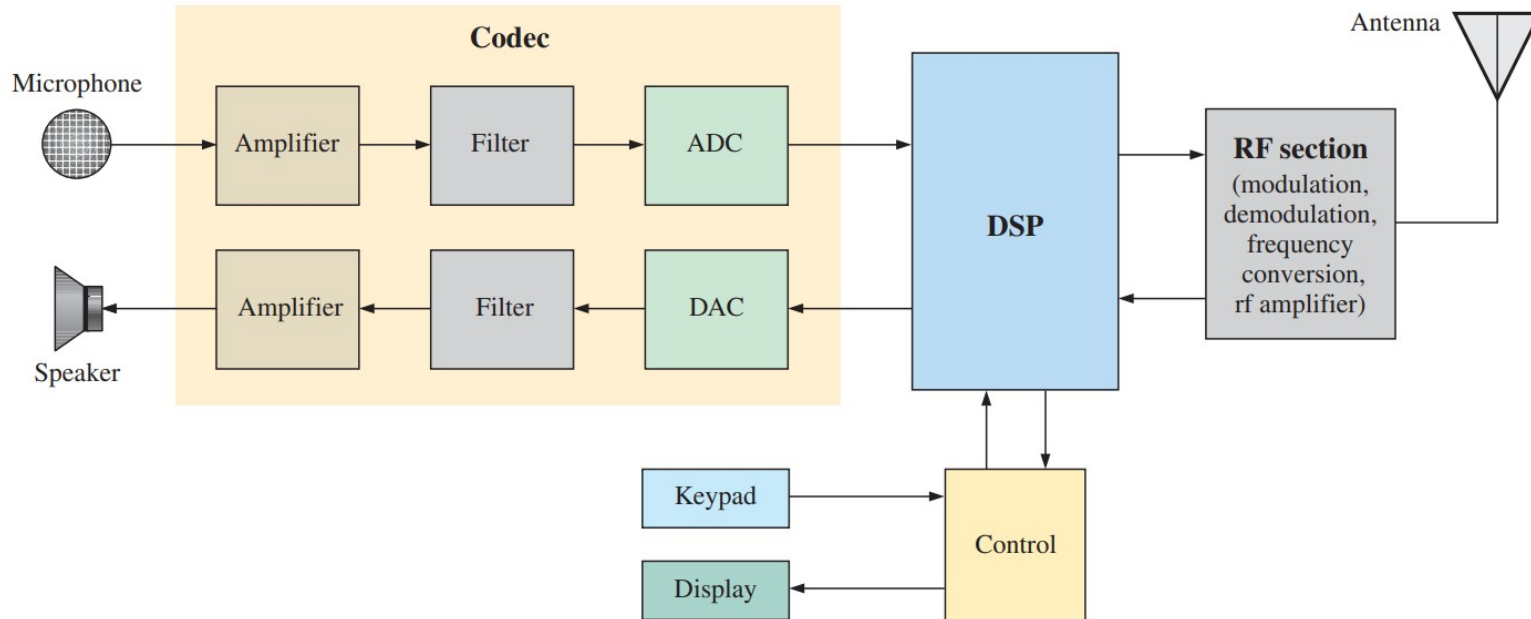 Codec
Antenna
Microphone
Amplifier
Filter
ADC
DSP
RF section
(modulation,
demodulation,
frequency
conversion,
rf amplifier)
Amplifier
Filter
DAC
Speaker
Keypad
Control
Display